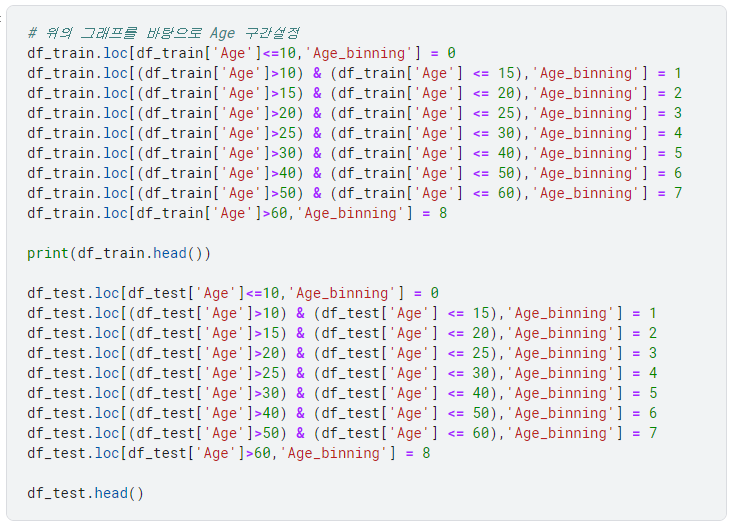 # 위의 그래프를 바탕으로 Age 구간설정
df_train.loc[df_train['Age']<=10,'Age_binning'] = 0
df_train.loc[(df_train['Age']>10) & (df_train['Age'] <= 15),'Age_binning'] = 1
df_train.loc[(df_train['Age']>15) & (df_train['Age'] <= 20),'Age_binning'] = 2
df_train.loc[(df_train['Age']>20) & (df_train['Age'] <= 25),'Age_binning'] = 3
df_train.loc[(df_train['Age']>25) & (df_train['Age'] <= 30),'Age_binning'] = 4
df_train.loc[(df_train['Age']>30) & (df_train['Age'] <= 40),'Age_binning'] = 5
df_train.loc[(df_train['Age']>40) & (df_train['Age'] <= 50),'Age_binning'] = 6
df_train.loc[(df_train['Age']>50) & (df_train['Age'] <= 60),'Age_binning'] = 7
df_train.loc[df_train['Age']>60,'Age_binning'] = 8
print(df_train.head())
df_test.loc[df_test['Age']<=10,'Age_binning'] = 0
df_test.loc[(df_test['Age']>10) & (df_test['Age'] <= 15),'Age_binning'] = 1
df_test.loc[(df_test['Age']>15) & (df_test['Age'] <= 20),'Age_binning'] = 2
df_test.loc[(df_test['Age']>20) & (df_test['Age'] <= 25),'Age_binning'] = 3
df_test.loc[(df_test['Age']>25) & (df_test['Age'] <= 30),'Age_binning'] = 4
df_test.loc[(df_test['Age']>30) & (df_test['Age'] <= 40),'Age_binning'] = 5
df_test.loc[(df_test['Age']>40) & (df_test['Age'] <= 50),'Age_binning'] = 6
df_test.loc[(df_test['Age']>50) & (df_test['Age'] <= 60),'Age_binning'] = 7
df_test.loc[df_test['Age']>60,'Age_binning'] = 8
df_test.head()